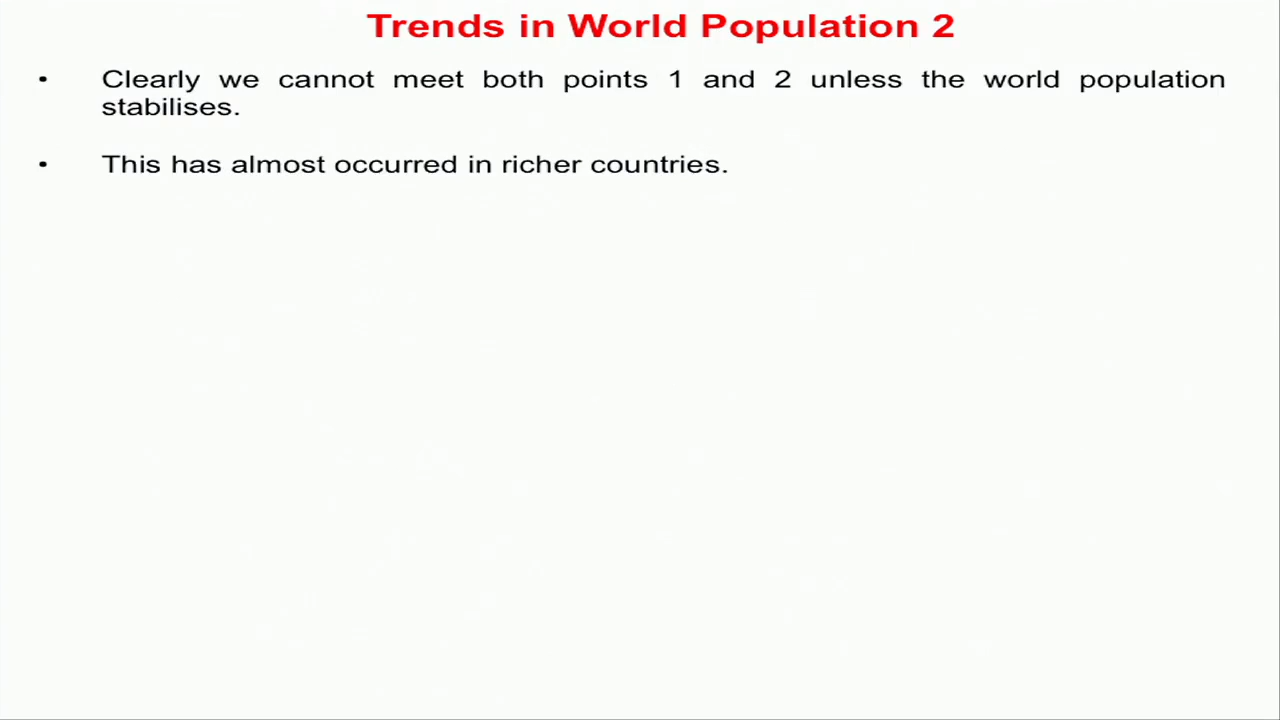 Trends in World Population 2
• Clearly we cannot meet both points 1 and 2 unless the world population
stabilises.
• This has almost occurred in richer countries.